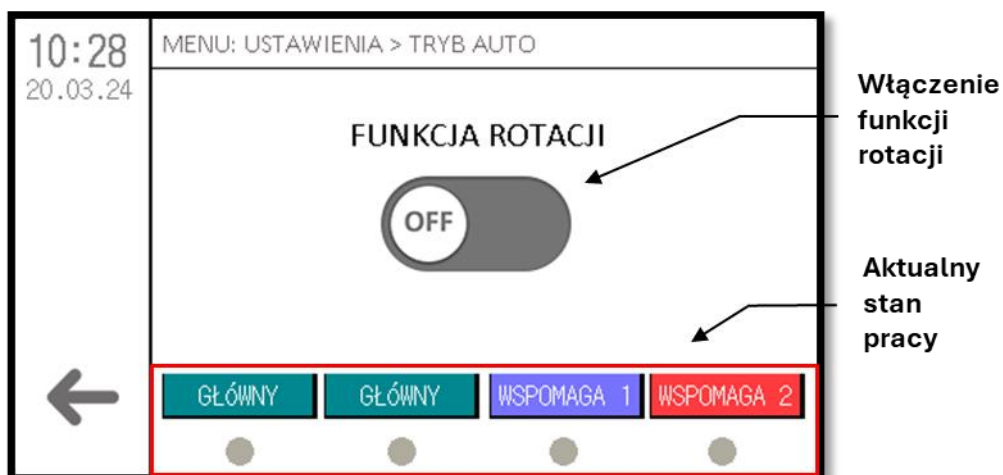 10:28
20.03.24
MENU: USTAWIENIA > TRYB AUTO
FUNKCJA ROTACJI
OFF
Włączenie
funkcji
rotacji
Aktualny
stan
pracy
GŁÓWNY
GŁÓWNY
WSPOMAGA 1
WSPOMAGA 2